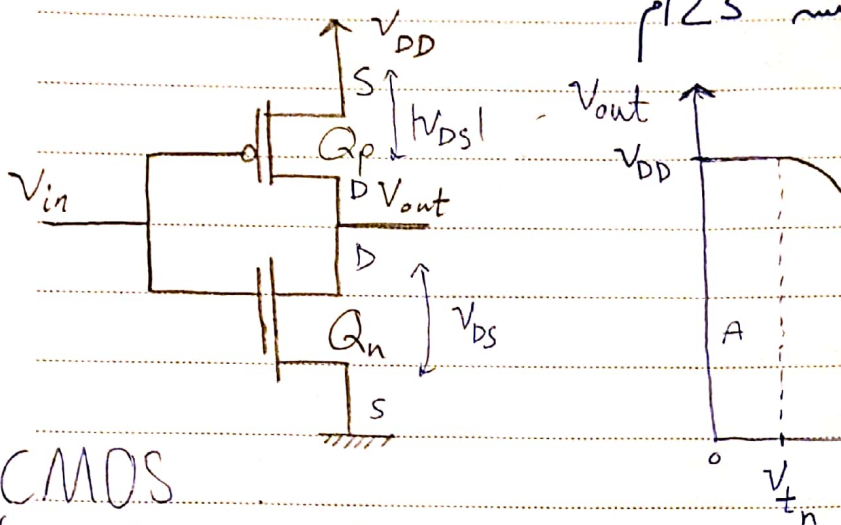 V_DD
S
|V_DS|
Q_p
D V_out
V_in
D
Q_n
V_DS
S
CMOS
V_out
V_DD
A
0
V_tn